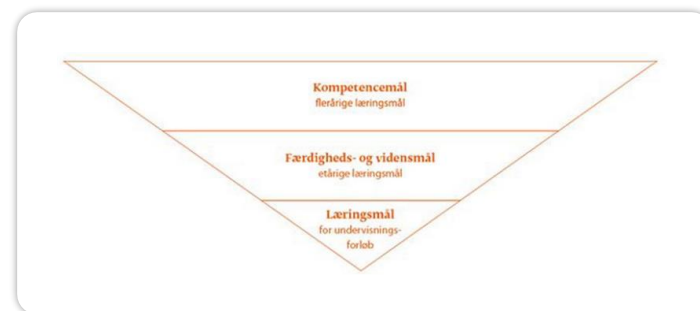 Kompetencemål
flerårige læringsmål
Færdigheds- og vidensmål
etårige læringsmål
Læringsmål
for undervisnings-
forløb